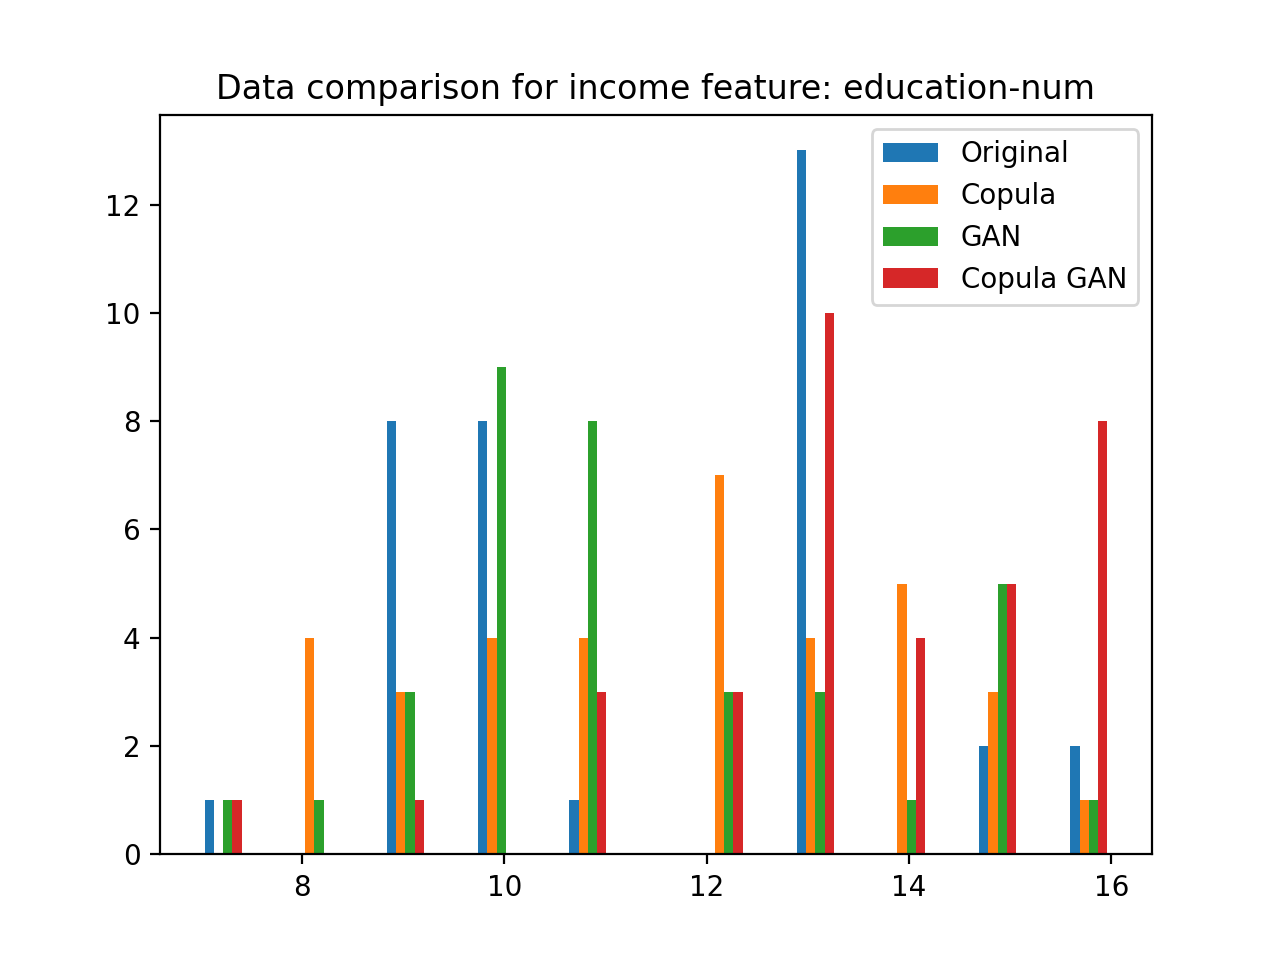 Data comparison for income feature: education-num
Original
Copula
GAN
Copula GAN
12
10
8
6
4
2
0
8 10 12 14 16